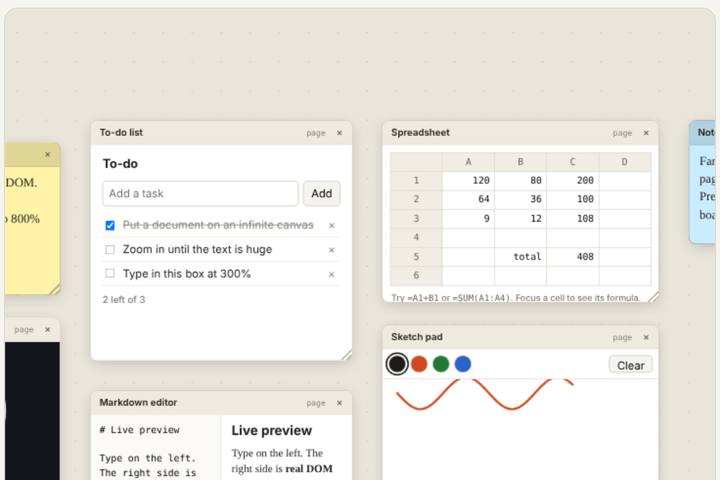 To-do list page ×
To-do
Add a task Add
Put a document on an infinite canvas ×
Zoom in until the text is huge ×
Type in this box at 300% ×
2 left of 3
Spreadsheet page ×
A B C D
1 120 80 200
2 64 36 100
3 9 12 108
4
5 total 408
6
Try =A1+B1 or =SUM(A1:A4). Focus a cell to see its formula.
×
DOM.
800%
page ×
Sketch pad page ×
Clear
Markdown editor page ×
# Live preview
Type on the left.
The right side is
Live preview
Type on the left. The
right side is real DOM